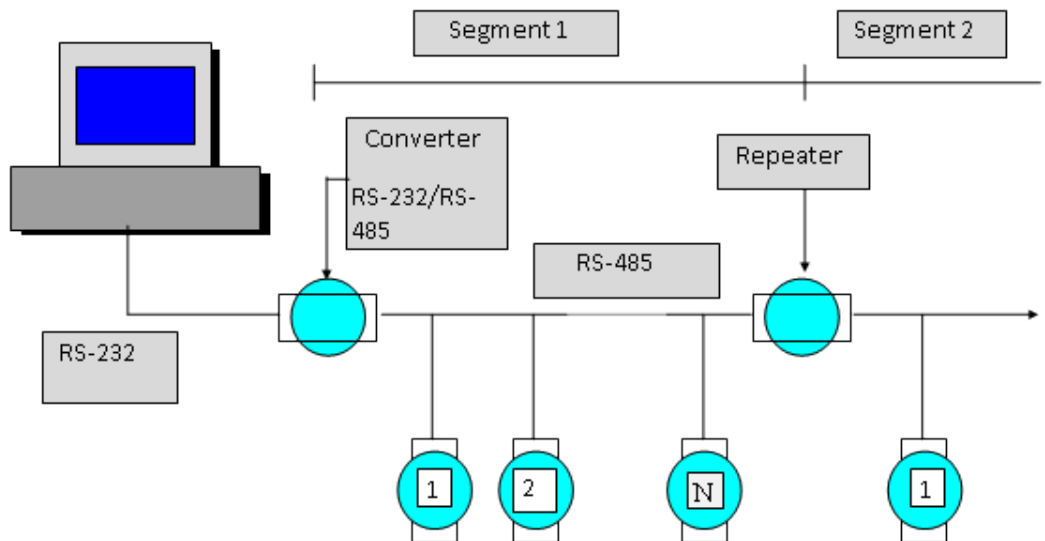 Segment 1
Segment 2
Converter
RS-232/RS-
485
Repeater
RS-485
RS-232
1
2
N
1